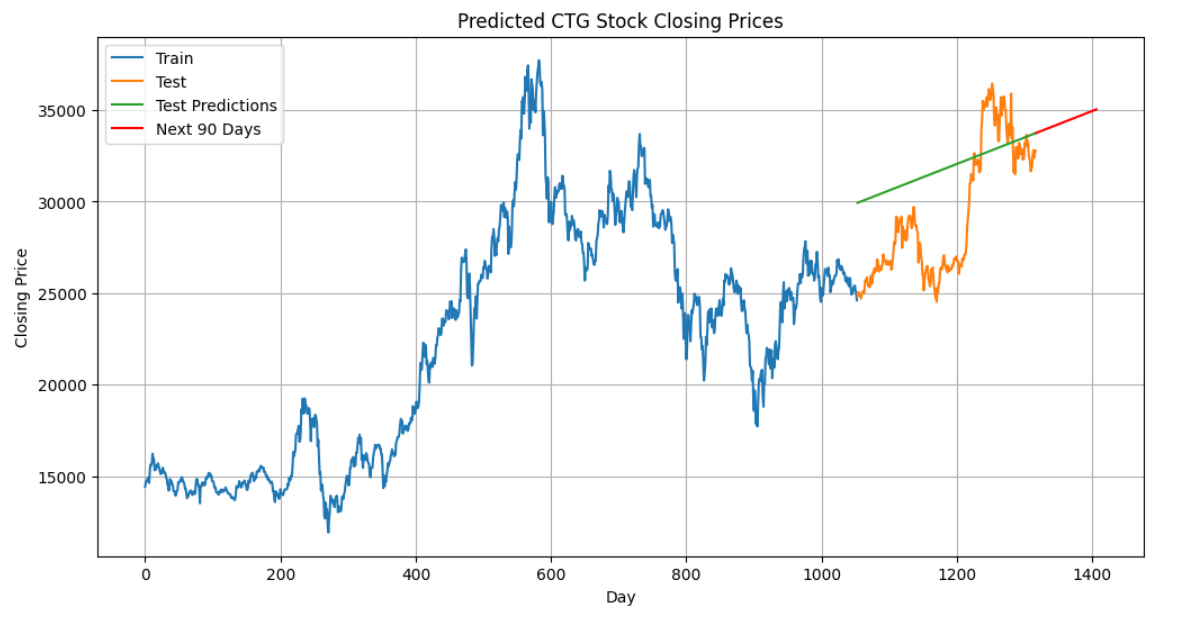 Predicted CTG Stock Closing Prices
Train
Test
Test Predictions
Next 90 Days
Closing Price
35000
30000
25000
20000
15000
0 200 400 600 800 1000 1200 1400
Day